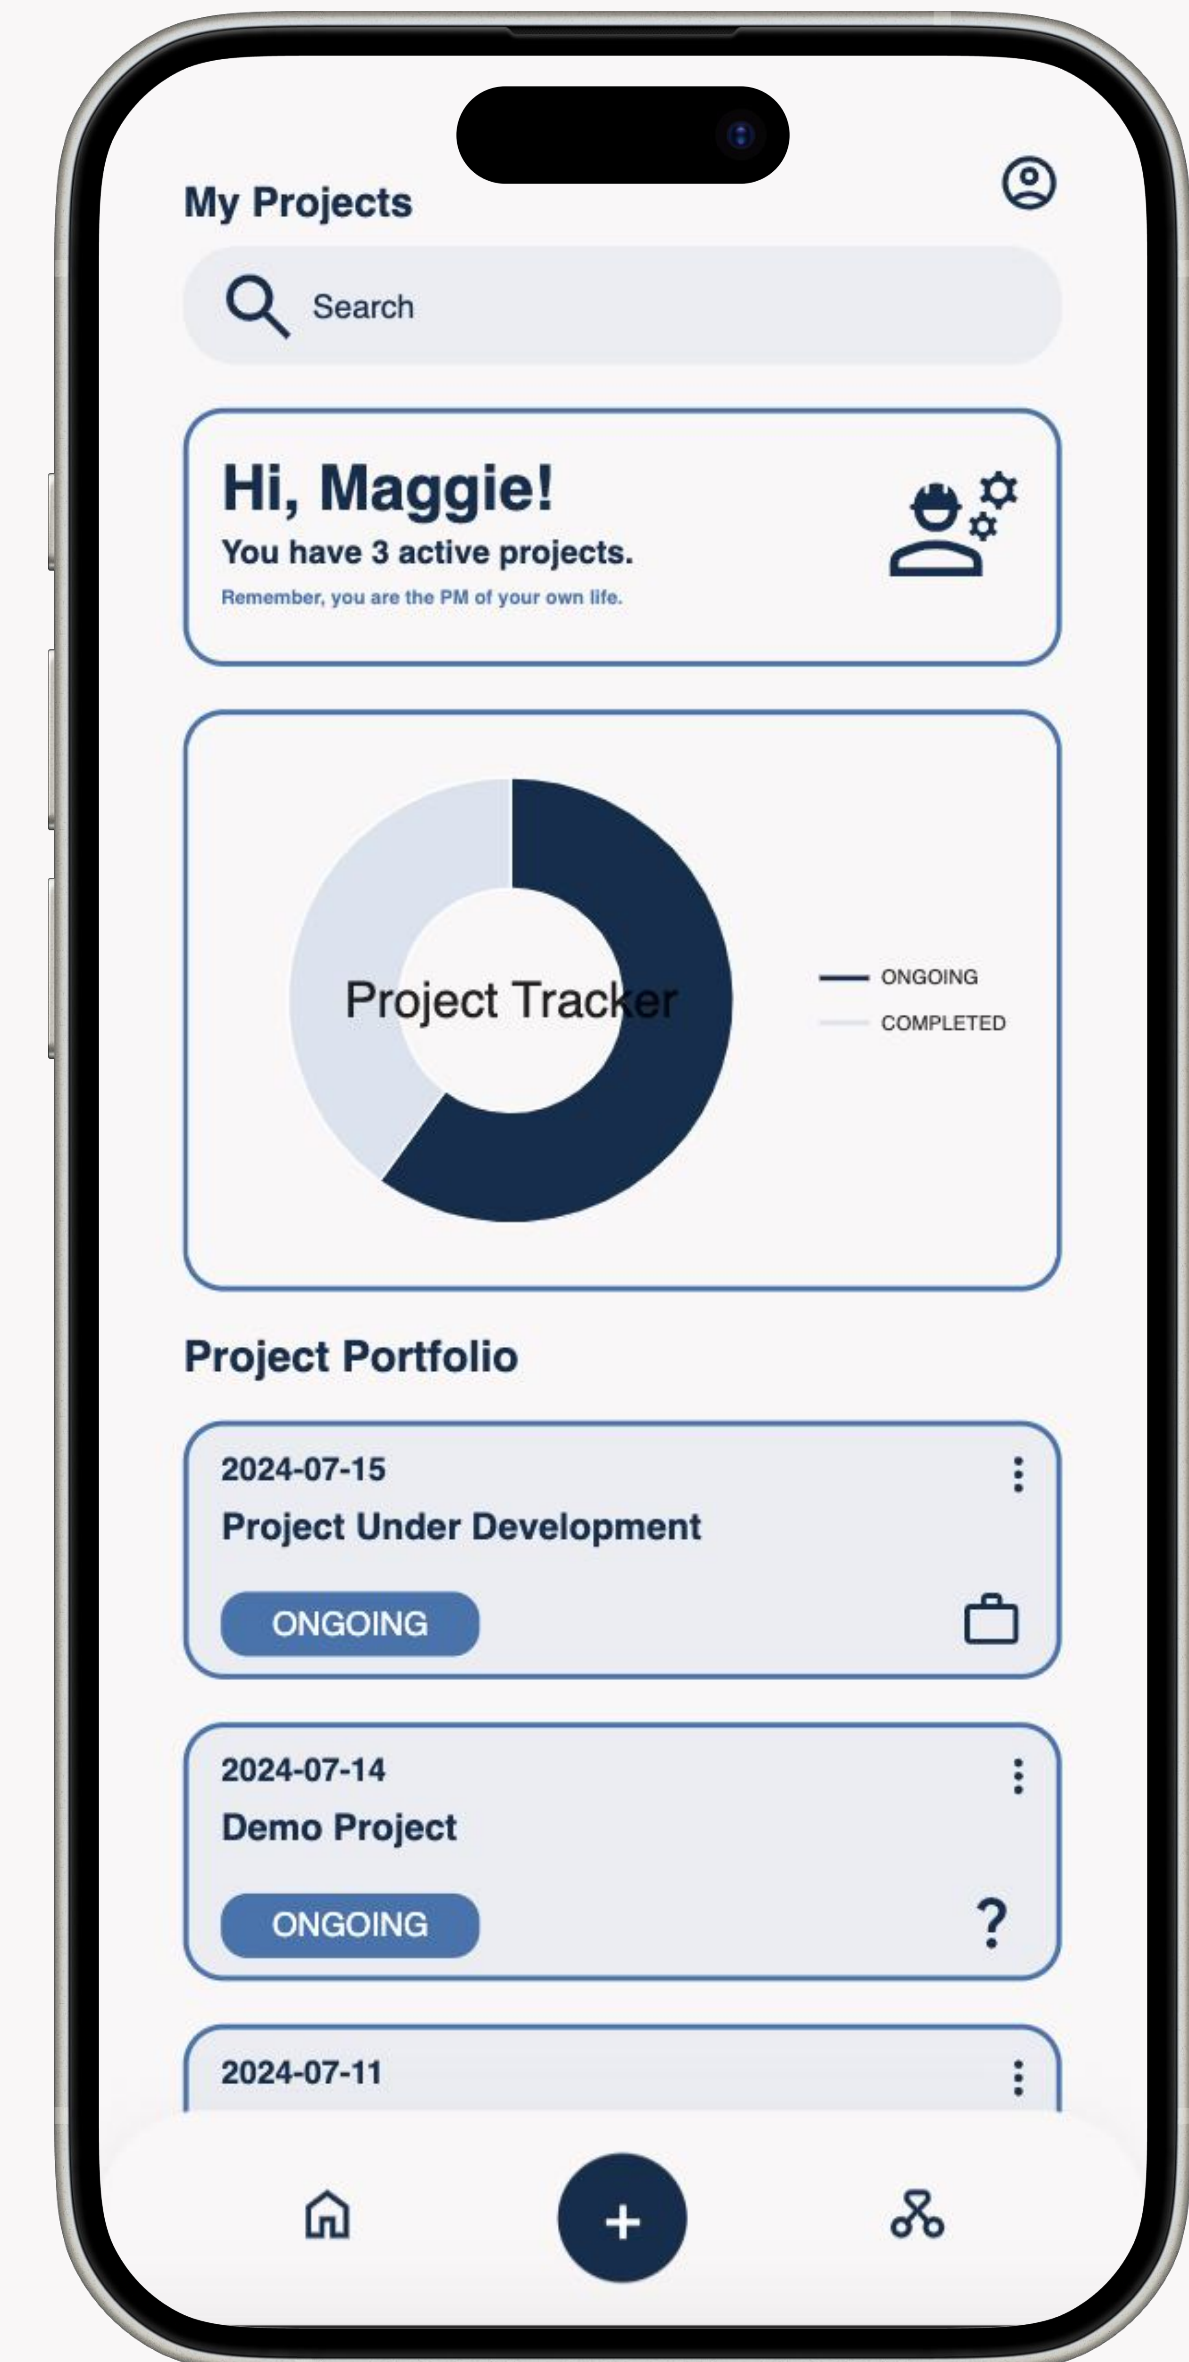 My Projects
Search
Hi, Maggie!
You have 3 active projects.
Remember, you are the PM of your own life.
Project Tracker
ONGOING
COMPLETED
Project Portfolio
2024-07-15
Project Under Development
ONGOING
2024-07-14
Demo Project
?
ONGOING
2024-07-11
+